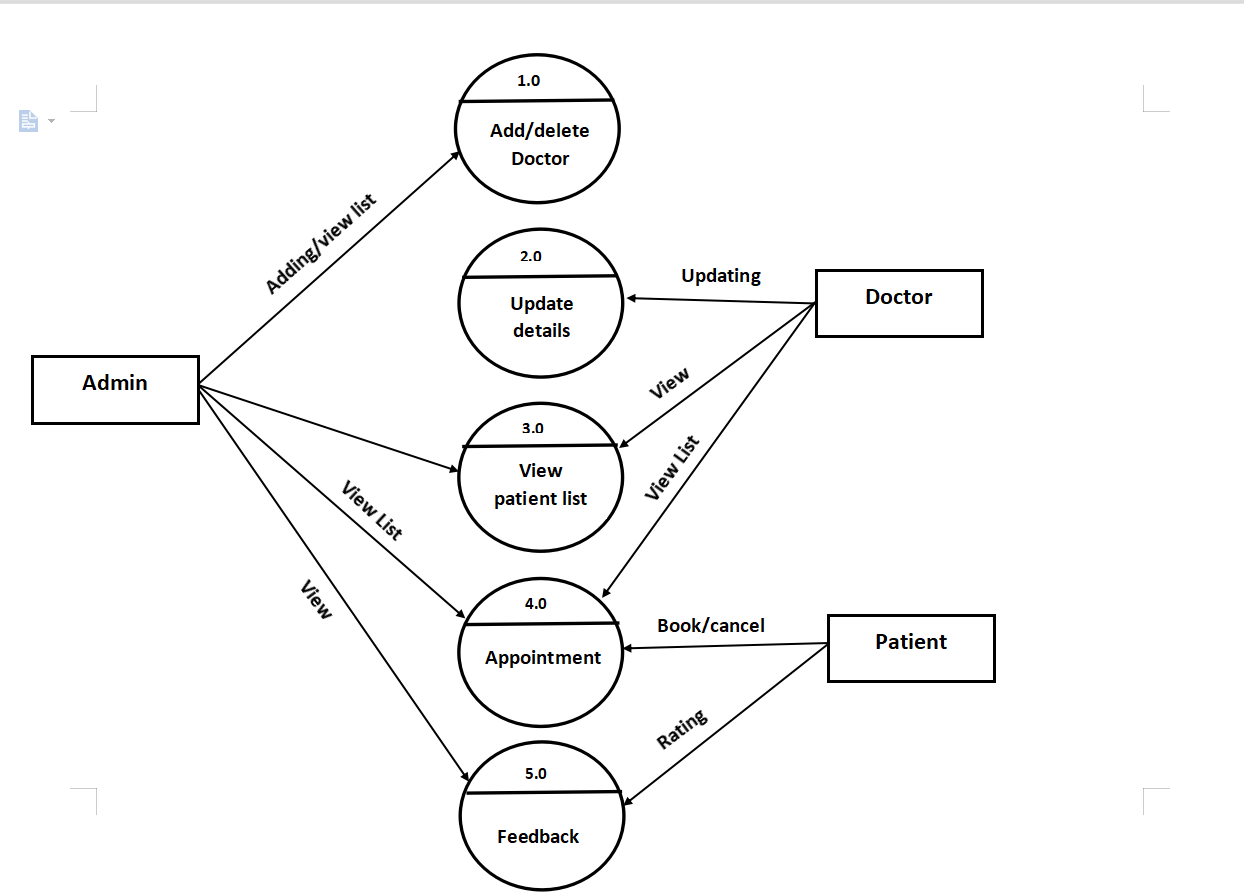 1.0
Add/delete
Doctor
Adding/view list
2.0
Update
details
Updating
Doctor
Admin
View
3.0
View
patient list
View List
View List
View
4.0
Appointment
Book/cancel
Patient
Rating
5.0
Feedback